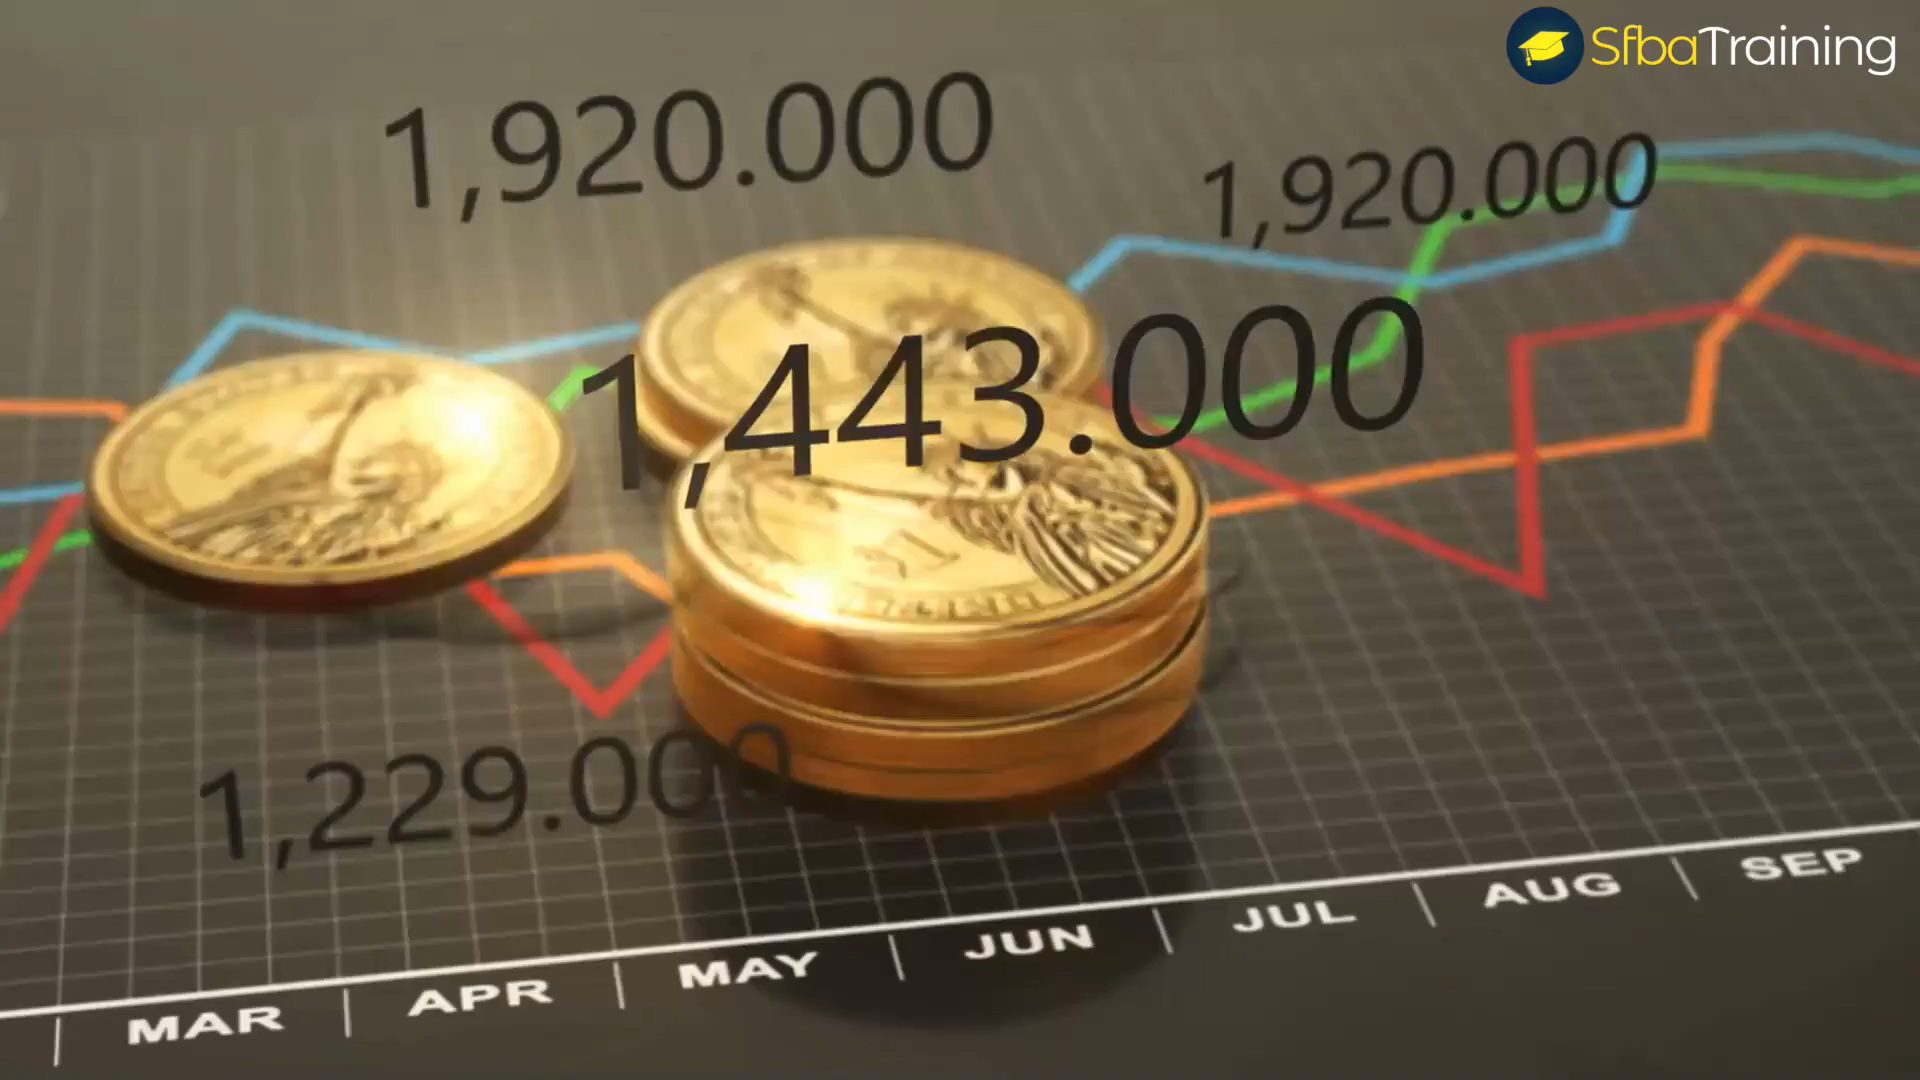 SfbaTraining
1,920.000
1,920.000
1,443.000
1,229.000
MAR | APR | MAY | JUN | JUL | AUG | SEP